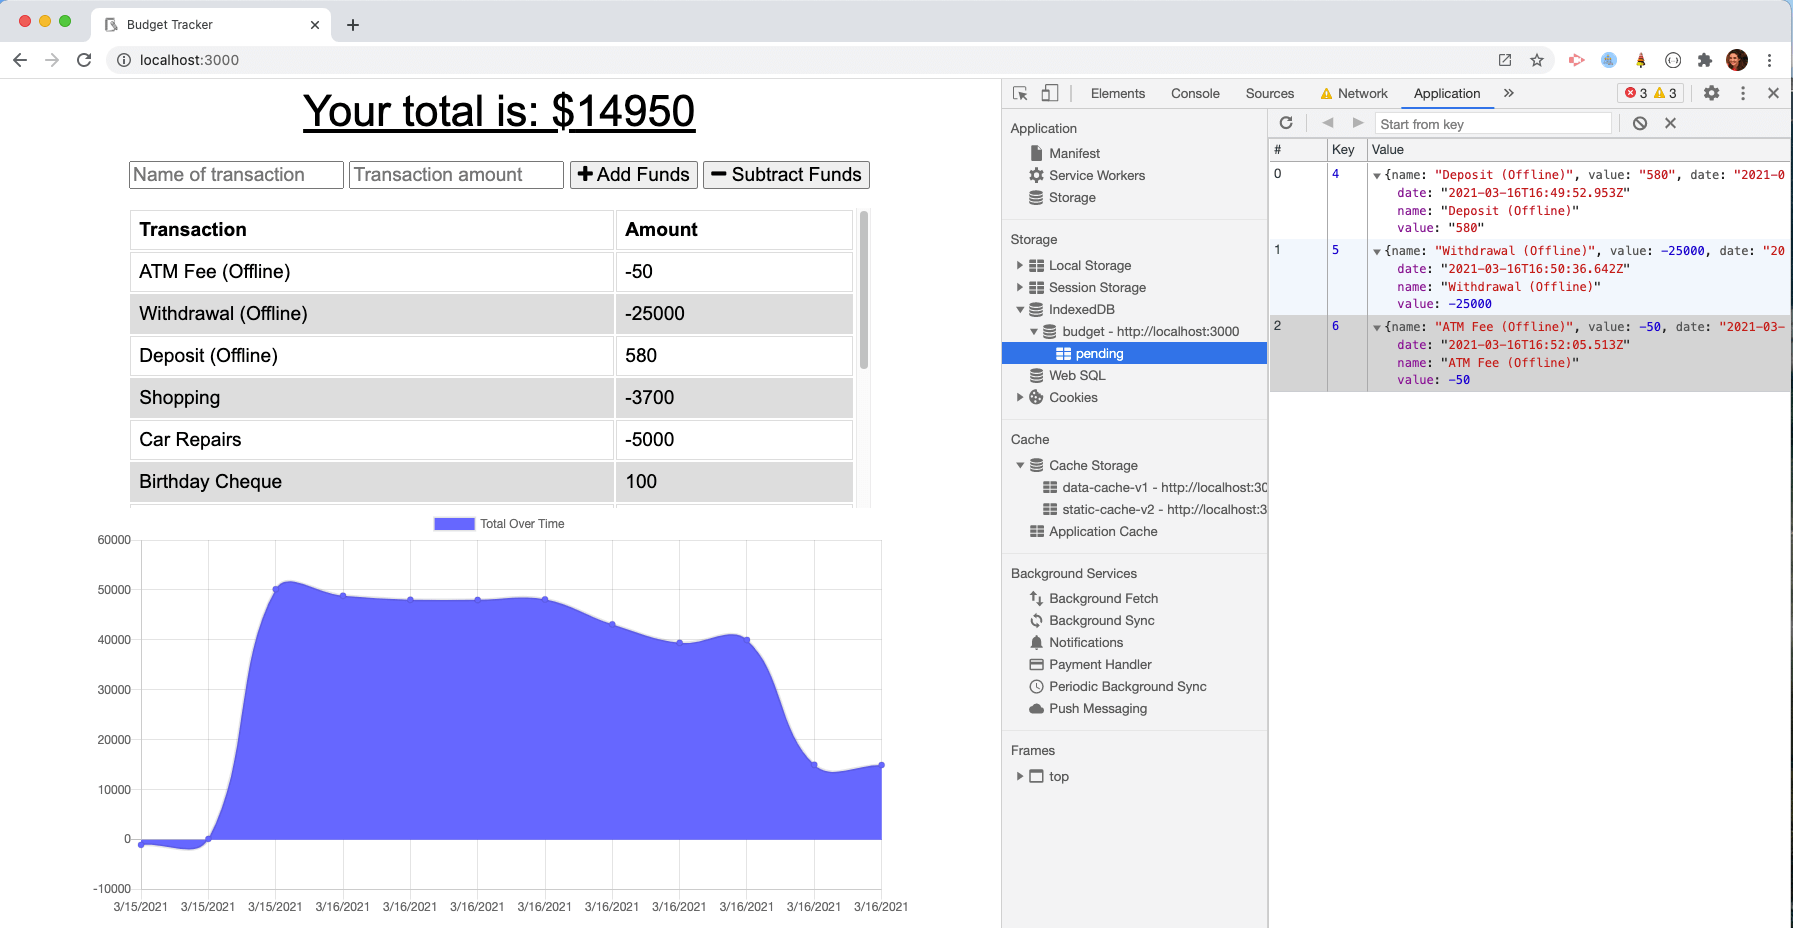 Budget Tracker
localhost:3000
Your total is: $14950
Name of transaction Transaction amount Add Funds Subtract Funds
Transaction Amount
ATM Fee (Offline) -50
Withdrawal (Offline) -25000
Deposit (Offline) 580
Shopping -3700
Car Repairs -5000
Birthday Cheque 100
Total Over Time
60000
50000
40000
30000
20000
10000
0
-10000
3/15/2021 3/15/2021 3/15/2021 3/16/2021 3/16/2021 3/16/2021 3/16/2021 3/16/2021 3/16/2021 3/16/2021 3/16/2021 3/16/2021
Elements Console Sources Network Application » 3 3
Application
Manifest
Service Workers
Storage
Storage
Local Storage
Session Storage
IndexedDB
budget - http://localhost:3000
pending
Web SQL
Cookies
Cache
Cache Storage
data-cache-v1 - http://localhost:30
static-cache-v2 - http://localhost:3
Application Cache
Background Services
Background Fetch
Background Sync
Notifications
Payment Handler
Periodic Background Sync
Push Messaging
Frames
top
Start from key
# Key Value
0 4 {name: "Deposit (Offline)", value: "580", date: "2021-0
date: "2021-03-16T16:49:52.953Z"
name: "Deposit (Offline)"
value: "580"
1 5 {name: "Withdrawal (Offline)", value: -25000, date: "20
date: "2021-03-16T16:50:36.642Z"
name: "Withdrawal (Offline)"
value: -25000
2 6 {name: "ATM Fee (Offline)", value: -50, date: "2021-03-
date: "2021-03-16T16:52:05.513Z"
name: "ATM Fee (Offline)"
value: -50